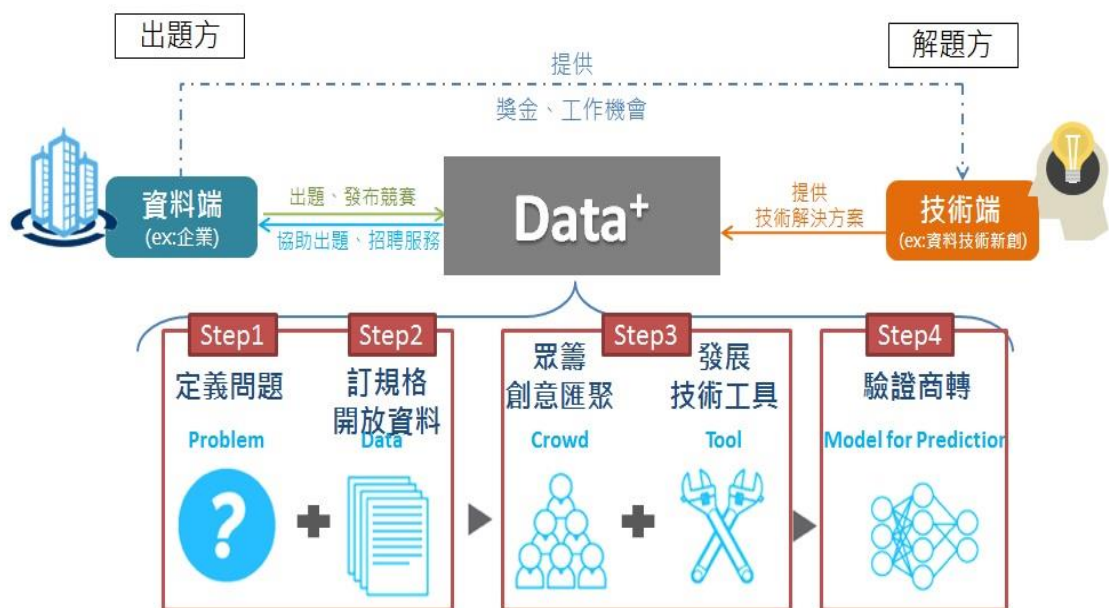 出題方
解題方
提供
獎金、工作機會
資料端
(ex:企業)
出題、發布競賽
協助出題、招聘服務
Data⁺
提供
技術解決方案
技術端
(ex:資料技術新創)
Step1
Step2
Step3
Step4
定義問題
訂規格
開放資料
眾籌
創意匯聚
發展
技術工具
驗證商轉
Problem
Data
Crowd
Tool
Model for Prediction
?